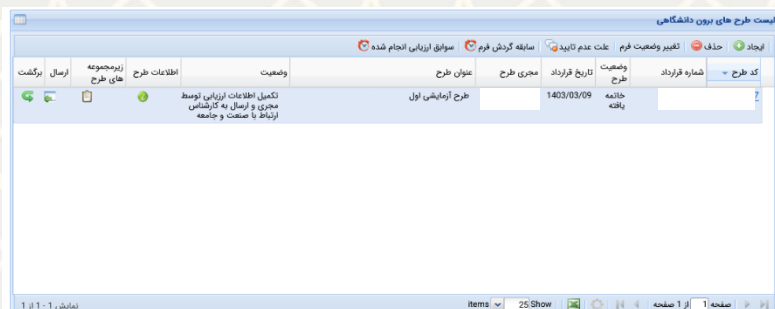 لیست طرح های برون دانشگاهی
ایجاد حذف تغییر وضعیت فرم علت عدم تایید سابقه گردش فرم سوابق ارزیابی انجام شده
کد طرح شماره قرارداد وضعیت طرح تاریخ قرارداد مجری طرح عنوان طرح وضعیت اطلاعات طرح زیرمجموعه های طرح ارسال برگشت
7 خاتمه یافته 1403/03/09 طرح آزمایشی اول تکمیل اطلاعات ارزیابی توسط
مجری و ارسال به کارشناس
ارتباط با صنعت و جامعه
صفحه 1 از 1 صفحه Show 25 items نمایش 1 - 1 از 1